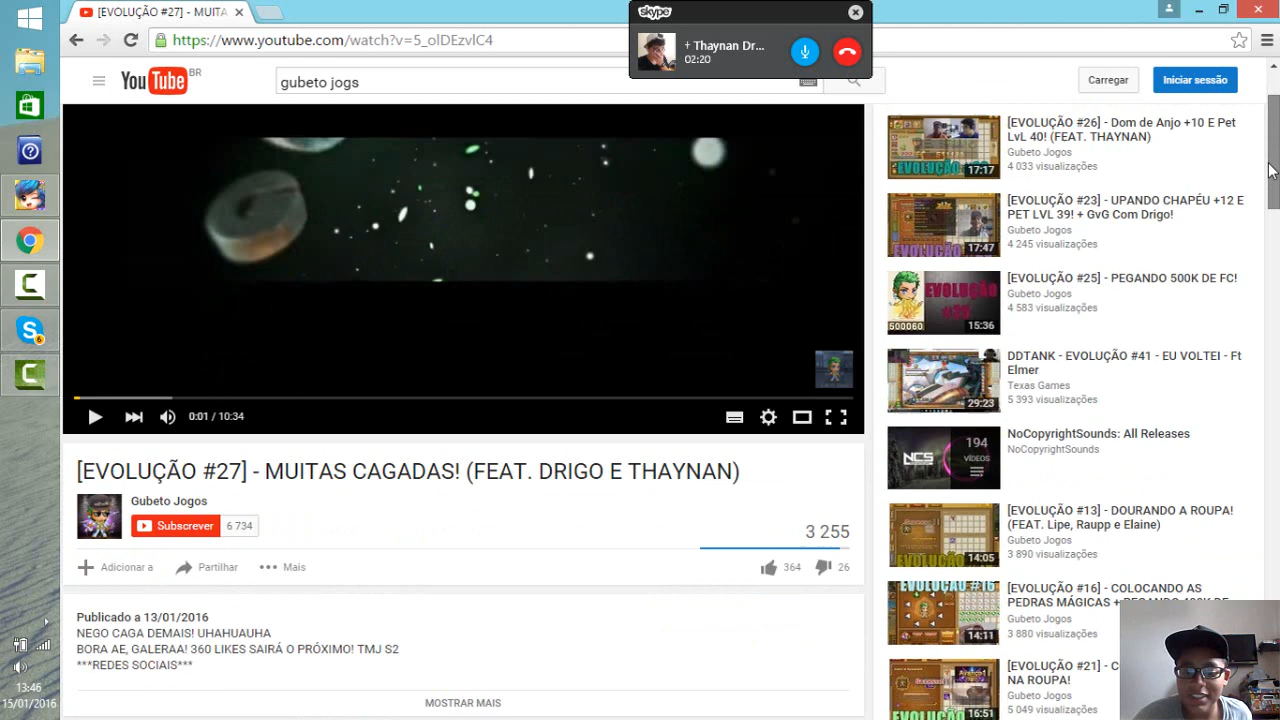 [EVOLUÇÃO #27] - MUITA
skype
+ Thaynan Dr...
02:20
https://www.youtube.com/watch?v=5_olDEzvlC4
YouTube BR
gubeto jogs
Carregar
Iniciar sessão
[EVOLUÇÃO #26] - Dom de Anjo +10 E Pet
LvL 40! (FEAT. THAYNAN)
Gubeto Jogos
4 033 visualizações
17:17
[EVOLUÇÃO #23] - UPANDO CHAPÉU +12 E
PET LVL 39! + GvG Com Drigo!
Gubeto Jogos
4 245 visualizações
17:47
[EVOLUÇÃO #25] - PEGANDO 500K DE FC!
Gubeto Jogos
4 583 visualizações
500060
15:36
DDTANK - EVOLUÇÃO #41 - EU VOLTEI - Ft
Elmer
Texas Games
5 393 visualizações
29:23
NoCopyrightSounds: All Releases
NoCopyrightSounds
NCS
194
VÍDEOS
[EVOLUÇÃO #13] - DOURANDO A ROUPA!
(FEAT. Lipe, Raupp e Elaine)
Gubeto Jogos
3 890 visualizações
14:05
[EVOLUÇÃO #16] - COLOCANDO AS
PEDRAS MÁGICAS +
Gubeto Jogos
3 880 visualizações
EVOLUÇÃO #16
14:11
[EVOLUÇÃO #21] - C
NA ROUPA!
Gubeto Jogos
5 049 visualizações
16:51
0:01 / 10:34
[EVOLUÇÃO #27] - MUITAS CAGADAS! (FEAT. DRIGO E THAYNAN)
Gubeto Jogos
Subscrever 6 734
3 255
Adicionar a Partilhar Mais
364 26
Publicado a 13/01/2016
NEGO CAGA DEMAIS! UHAHUAUHA
BORA AE, GALERAA! 360 LIKES SAIRÁ O PRÓXIMO! TMJ S2
***REDES SOCIAIS***
MOSTRAR MAIS
13:46
15/01/2016